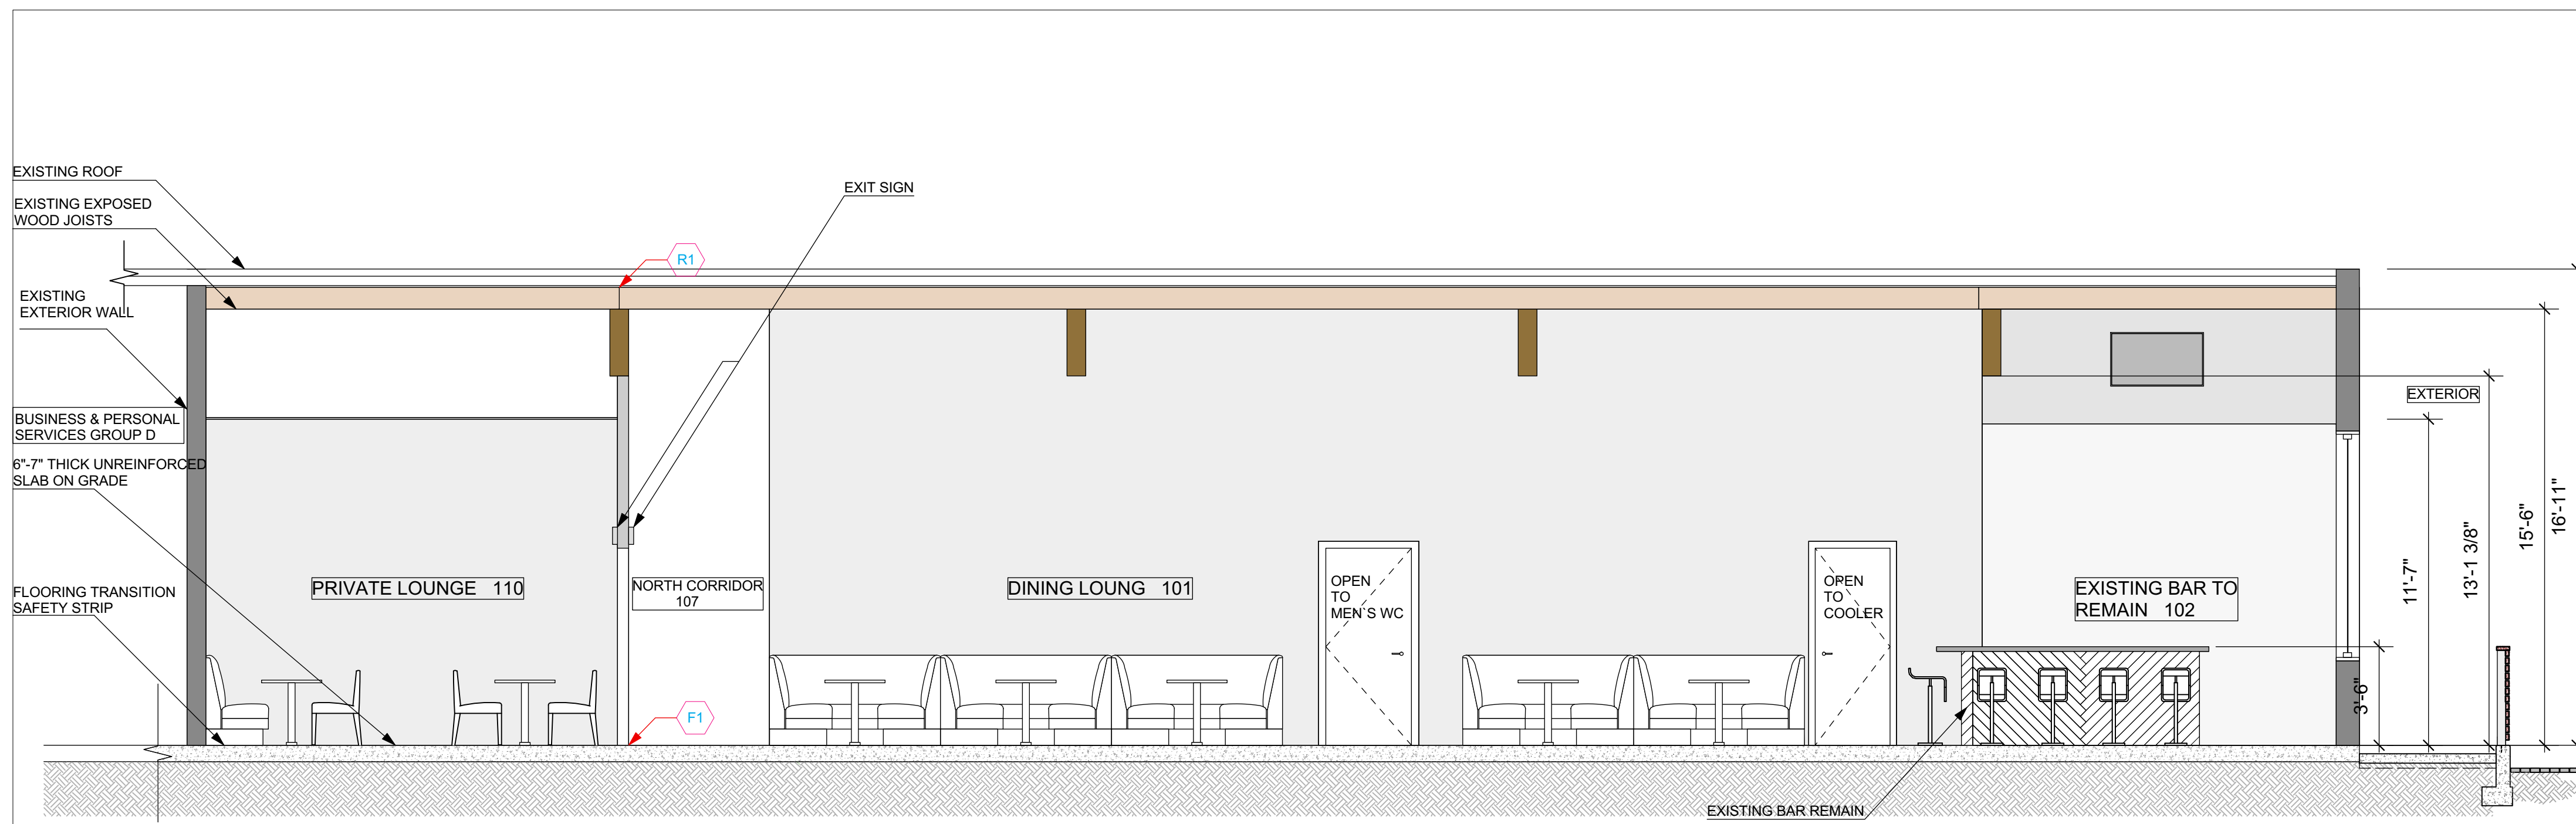 EXISTING ROOF
EXISTING EXPOSED
WOOD JOISTS
EXIT SIGN
R1
EXISTING
EXTERIOR WALL
EXTERIOR
BUSINESS & PERSONAL
SERVICES GROUP D
6"-7" THICK UNREINFORCED
SLAB ON GRADE
FLOORING TRANSITION
SAFETY STRIP
PRIVATE LOUNGE 110
NORTH CORRIDOR
107
DINING LOUNG 101
OPEN
TO
MEN`S WC
OPEN
TO
COOLER
EXISTING BAR TO
REMAIN 102
3'-6"
11'-7"
13'-1 3/8"
15'-6"
16'-11"
F1
EXISTING BAR REMAIN